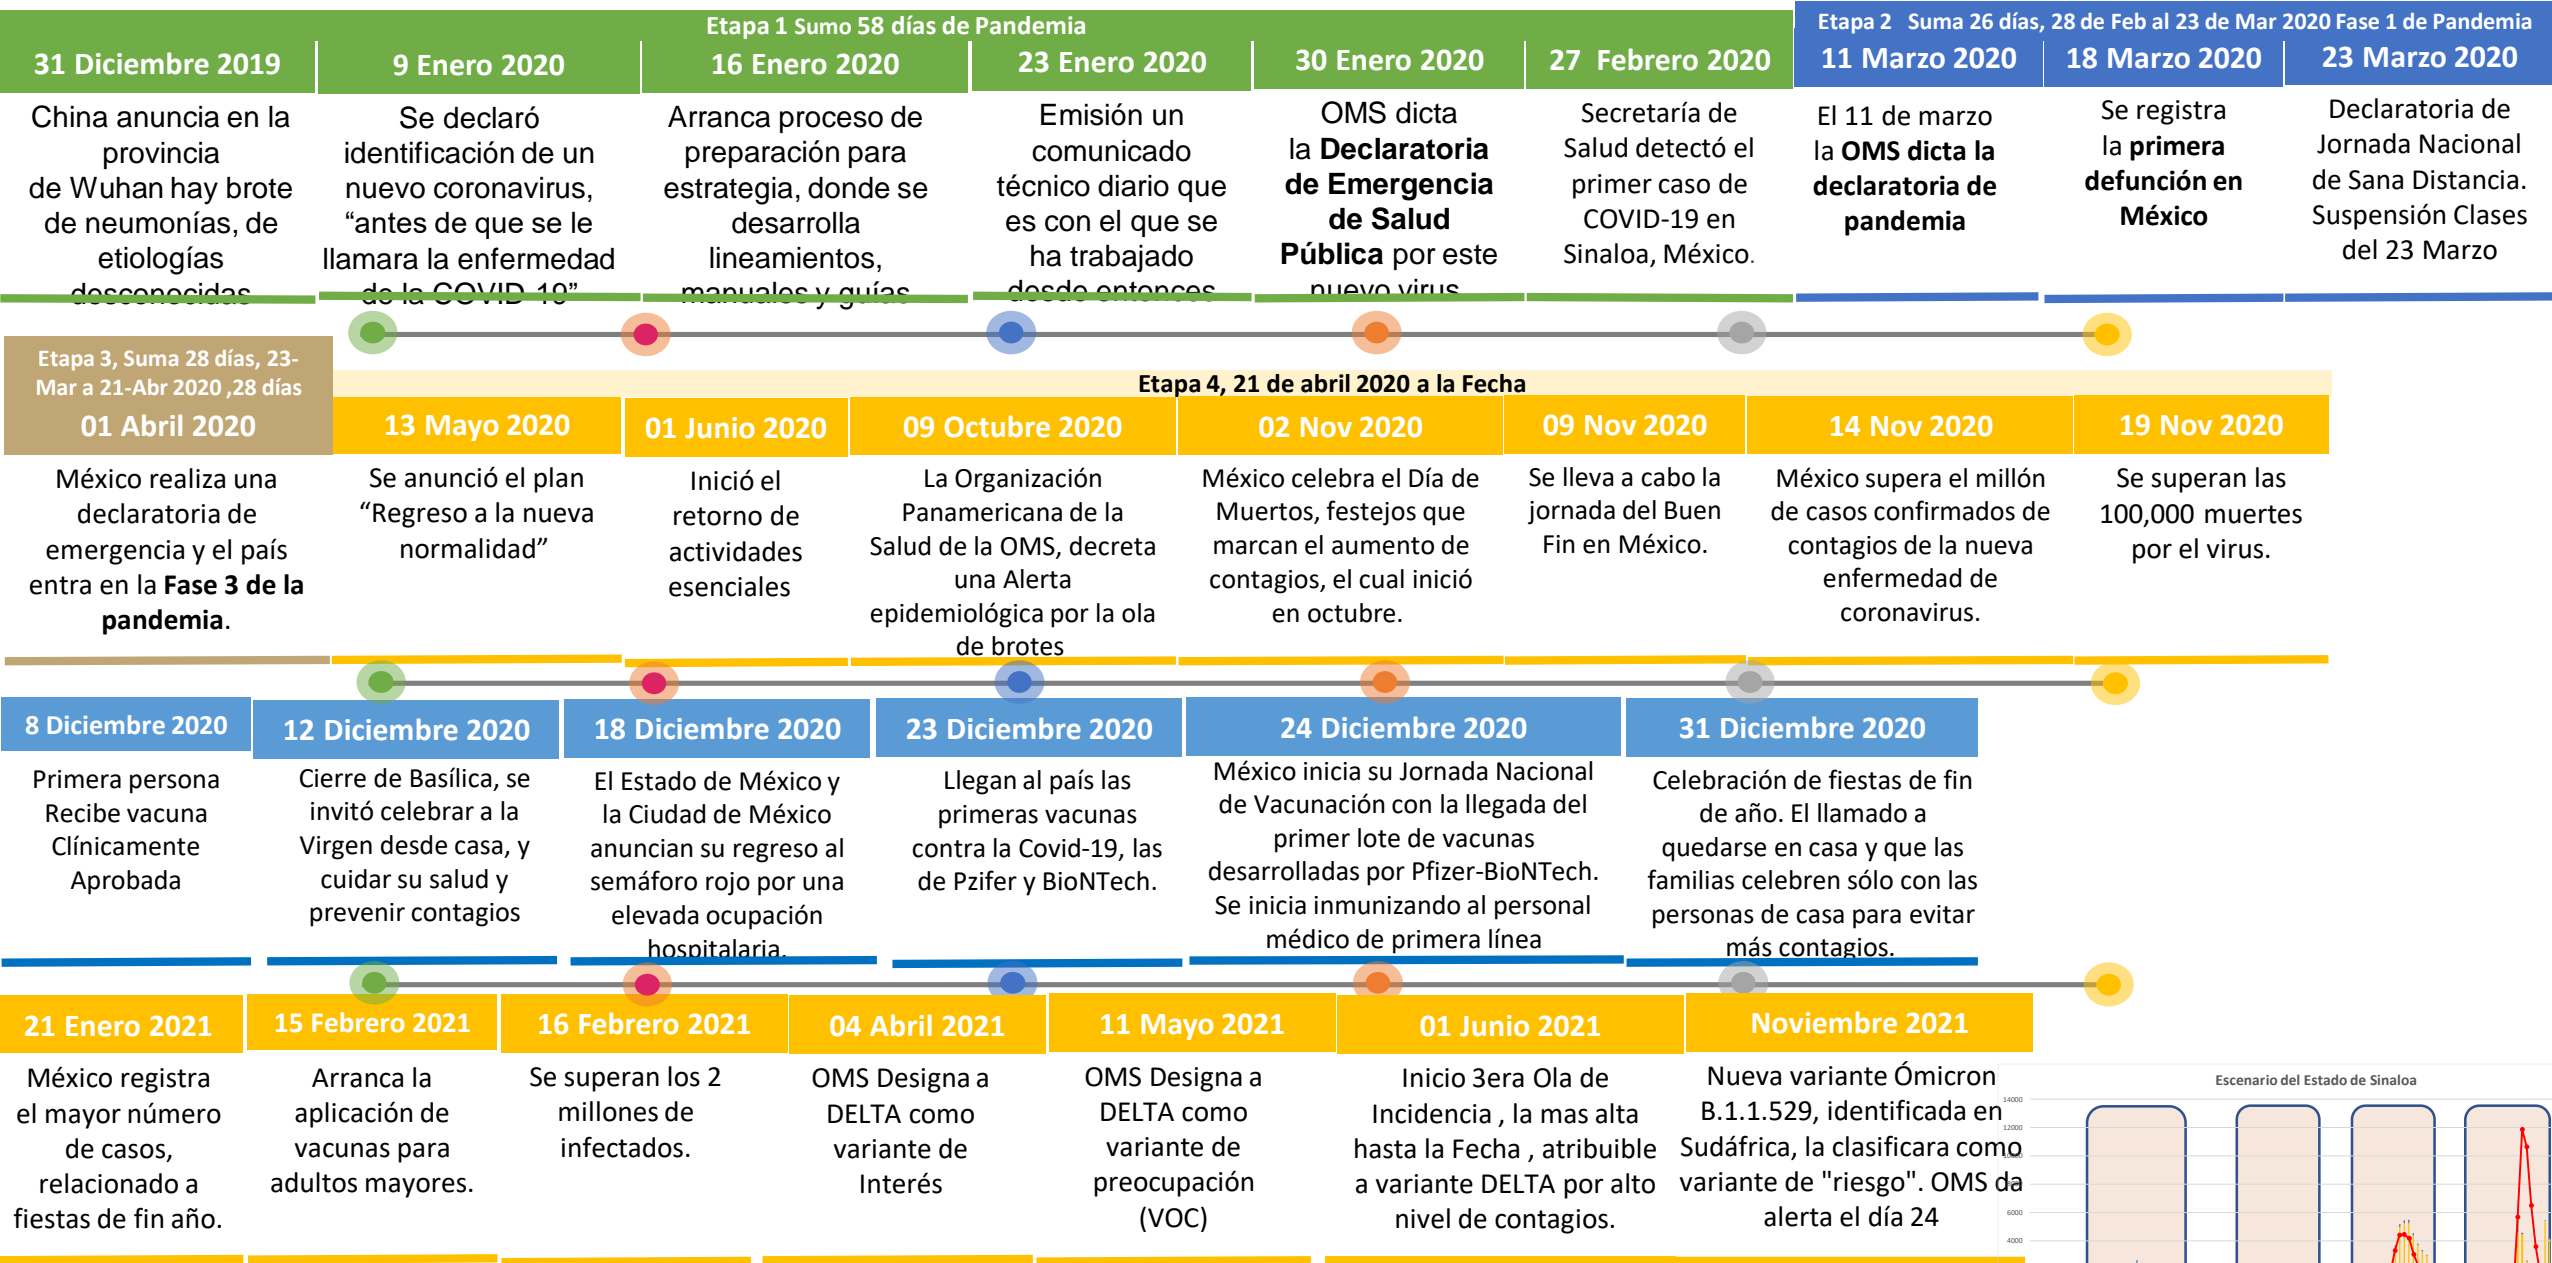 Etapa 1 Sumo 58 días de Pandemia
Etapa 2 Suma 26 días, 28 de Feb al 23 de Mar 2020 Fase 1 de Pandemia
31 Diciembre 2019
China anuncia en la
provincia
de Wuhan hay brote
de neumonías, de
etiologías
desconocidas
9 Enero 2020
Se declaró
identificación de un
nuevo coronavirus,
“antes de que se le
llamara la enfermedad
de la COVID-19”
16 Enero 2020
Arranca proceso de
preparación para
estrategia, donde se
desarrolla
lineamientos,
manuales y guías
23 Enero 2020
Emisión un
comunicado
técnico diario que
es con el que se
ha trabajado
desde entonces
30 Enero 2020
OMS dicta
la Declaratoria
de Emergencia
de Salud
Pública por este
nuevo virus
27 Febrero 2020
Secretaría de
Salud detectó el
primer caso de
COVID-19 en
Sinaloa, México.
11 Marzo 2020
El 11 de marzo
la OMS dicta la
declaratoria de
pandemia
18 Marzo 2020
Se registra
la primera
defunción en
México
23 Marzo 2020
Declaratoria de
Jornada Nacional
de Sana Distancia.
Suspensión Clases
del 23 Marzo
Etapa 3, Suma 28 días, 23-
Mar a 21-Abr 2020 ,28 días
01 Abril 2020
México realiza una
declaratoria de
emergencia y el país
entra en la Fase 3 de la
pandemia.
Etapa 4, 21 de abril 2020 a la Fecha
13 Mayo 2020
Se anunció el plan
“Regreso a la nueva
normalidad”
01 Junio 2020
Inició el
retorno de
actividades
esenciales
09 Octubre 2020
La Organización
Panamericana de la
Salud de la OMS, decreta
una Alerta
epidemiológica por la ola
de brotes
02 Nov 2020
México celebra el Día de
Muertos, festejos que
marcan el aumento de
contagios, el cual inició
en octubre.
09 Nov 2020
Se lleva a cabo la
jornada del Buen
Fin en México.
14 Nov 2020
México supera el millón
de casos confirmados de
contagios de la nueva
enfermedad de
coronavirus.
19 Nov 2020
Se superan las
100,000 muertes
por el virus.
8 Diciembre 2020
Primera persona
Recibe vacuna
Clínicamente
Aprobada
12 Diciembre 2020
Cierre de Basílica, se
invitó celebrar a la
Virgen desde casa, y
cuidar su salud y
prevenir contagios
18 Diciembre 2020
El Estado de México y
la Ciudad de México
anuncian su regreso al
semáforo rojo por una
elevada ocupación
hospitalaria.
23 Diciembre 2020
Llegan al país las
primeras vacunas
contra la Covid-19, las
de Pzifer y BioNTech.
24 Diciembre 2020
México inicia su Jornada Nacional
de Vacunación con la llegada del
primer lote de vacunas
desarrolladas por Pfizer-BioNTech.
Se inicia inmunizando al personal
médico de primera línea
31 Diciembre 2020
Celebración de fiestas de fin
de año. El llamado a
quedarse en casa y que las
familias celebren sólo con las
personas de casa para evitar
más contagios.
21 Enero 2021
México registra
el mayor número
de casos,
relacionado a
fiestas de fin año.
15 Febrero 2021
Arranca la
aplicación de
vacunas para
adultos mayores.
16 Febrero 2021
Se superan los 2
millones de
infectados.
04 Abril 2021
OMS Designa a
DELTA como
variante de
Interés
11 Mayo 2021
OMS Designa a
DELTA como
variante de
preocupación
(VOC)
01 Junio 2021
Inicio 3era Ola de
Incidencia , la mas alta
hasta la Fecha , atribuible
a variante DELTA por alto
nivel de contagios.
Noviembre 2021
Nueva variante Ómicron
B.1.1.529, identificada en
Sudáfrica, la clasificara como
variante de "riesgo". OMS da
alerta el día 24
Escenario del Estado de Sinaloa
14000
12000
10000
6000
4000